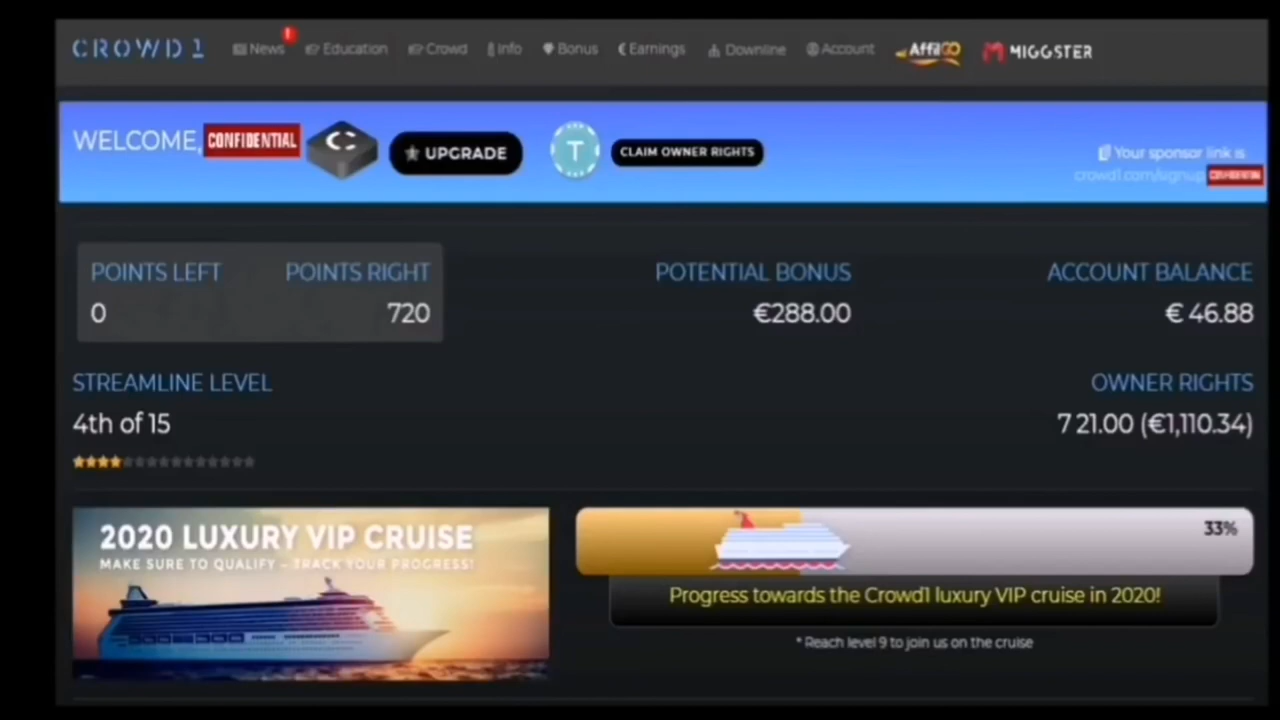 CROWD1 News ! Education Crowd Info Bonus Earnings Downline Account AffilGO MIGGSTER
WELCOME, CONFIDENTIAL UPGRADE T CLAIM OWNER RIGHTS
Your sponsor link is
crowd1.com/signup CONFIDENTIAL
POINTS LEFT POINTS RIGHT POTENTIAL BONUS ACCOUNT BALANCE
0 720 €288.00 € 46.88
STREAMLINE LEVEL OWNER RIGHTS
4th of 15 7 21.00 (€1,110.34)
2020 LUXURY VIP CRUISE
MAKE SURE TO QUALIFY - TRACK YOUR PROGRESS!
33%
Progress towards the Crowd1 luxury VIP cruise in 2020!
* Reach level 9 to join us on the cruise